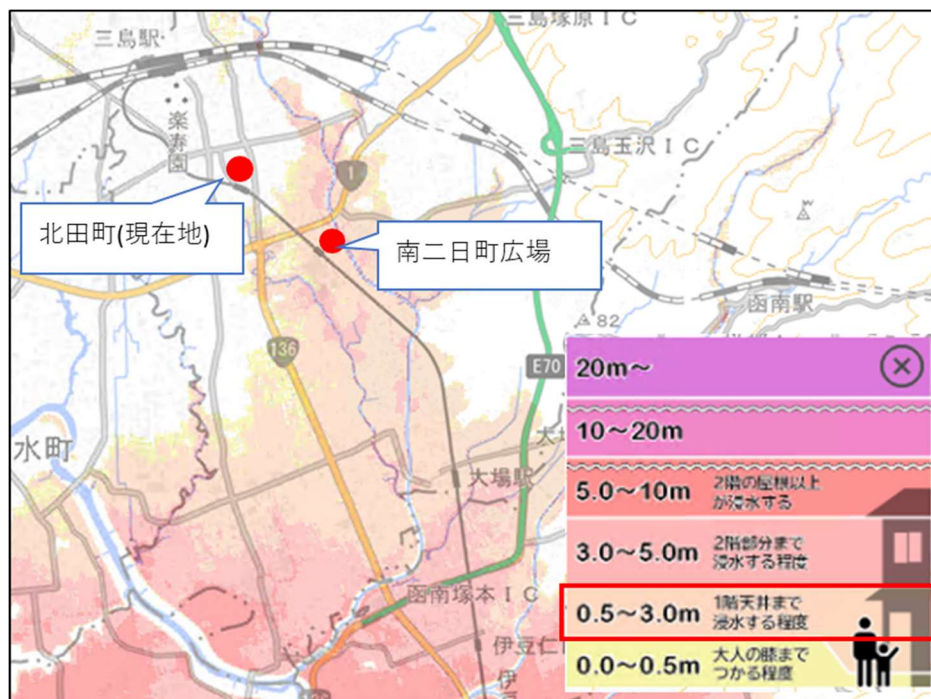 三島塚原IC
三島駅
楽寿園
1
三島玉沢IC
北田町(現在地)
南二日町広場
函南駅
82
136
E70
水町
大場駅
函南塚本IC
伊豆仁
20m～
10～20m
5.0～10m 2階の屋根以上
が浸水する
3.0～5.0m 2階部分まで
浸水する程度
0.5～3.0m 1階天井まで
浸水する程度
0.0～0.5m 大人の膝まで
つかる程度